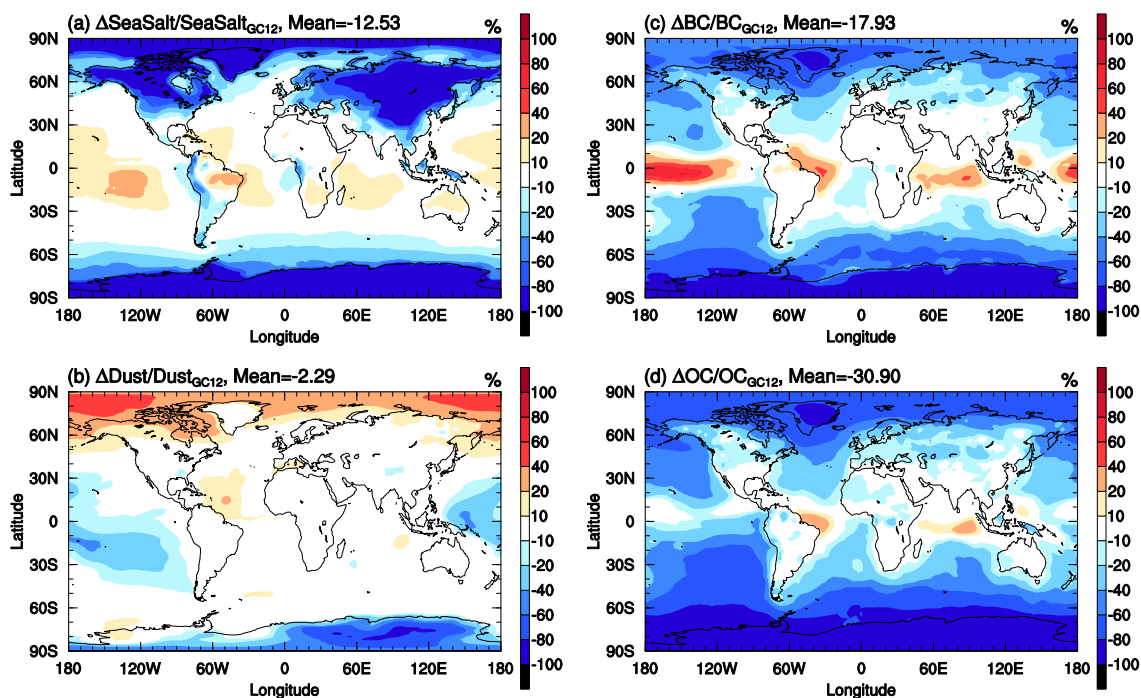 (a) ΔSeaSalt/SeaSaltGC12, Mean=-12.53 %
90N
60N
30N
0
30S
60S
90S
Latitude
180 120W 60W 0 60E 120E 180
Longitude
100
80
60
40
20
10
-10
-20
-40
-60
-80
-100
(c) ΔBC/BCGC12, Mean=-17.93 %
90N
60N
30N
0
30S
60S
90S
Latitude
180 120W 60W 0 60E 120E 180
Longitude
100
80
60
40
20
10
-10
-20
-40
-60
-80
-100
(b) ΔDust/DustGC12, Mean=-2.29 %
90N
60N
30N
0
30S
60S
90S
Latitude
180 120W 60W 0 60E 120E 180
Longitude
100
80
60
40
20
10
-10
-20
-40
-60
-80
-100
(d) ΔOC/OCGC12, Mean=-30.90 %
90N
60N
30N
0
30S
60S
90S
Latitude
180 120W 60W 0 60E 120E 180
Longitude
100
80
60
40
20
10
-10
-20
-40
-60
-80
-100